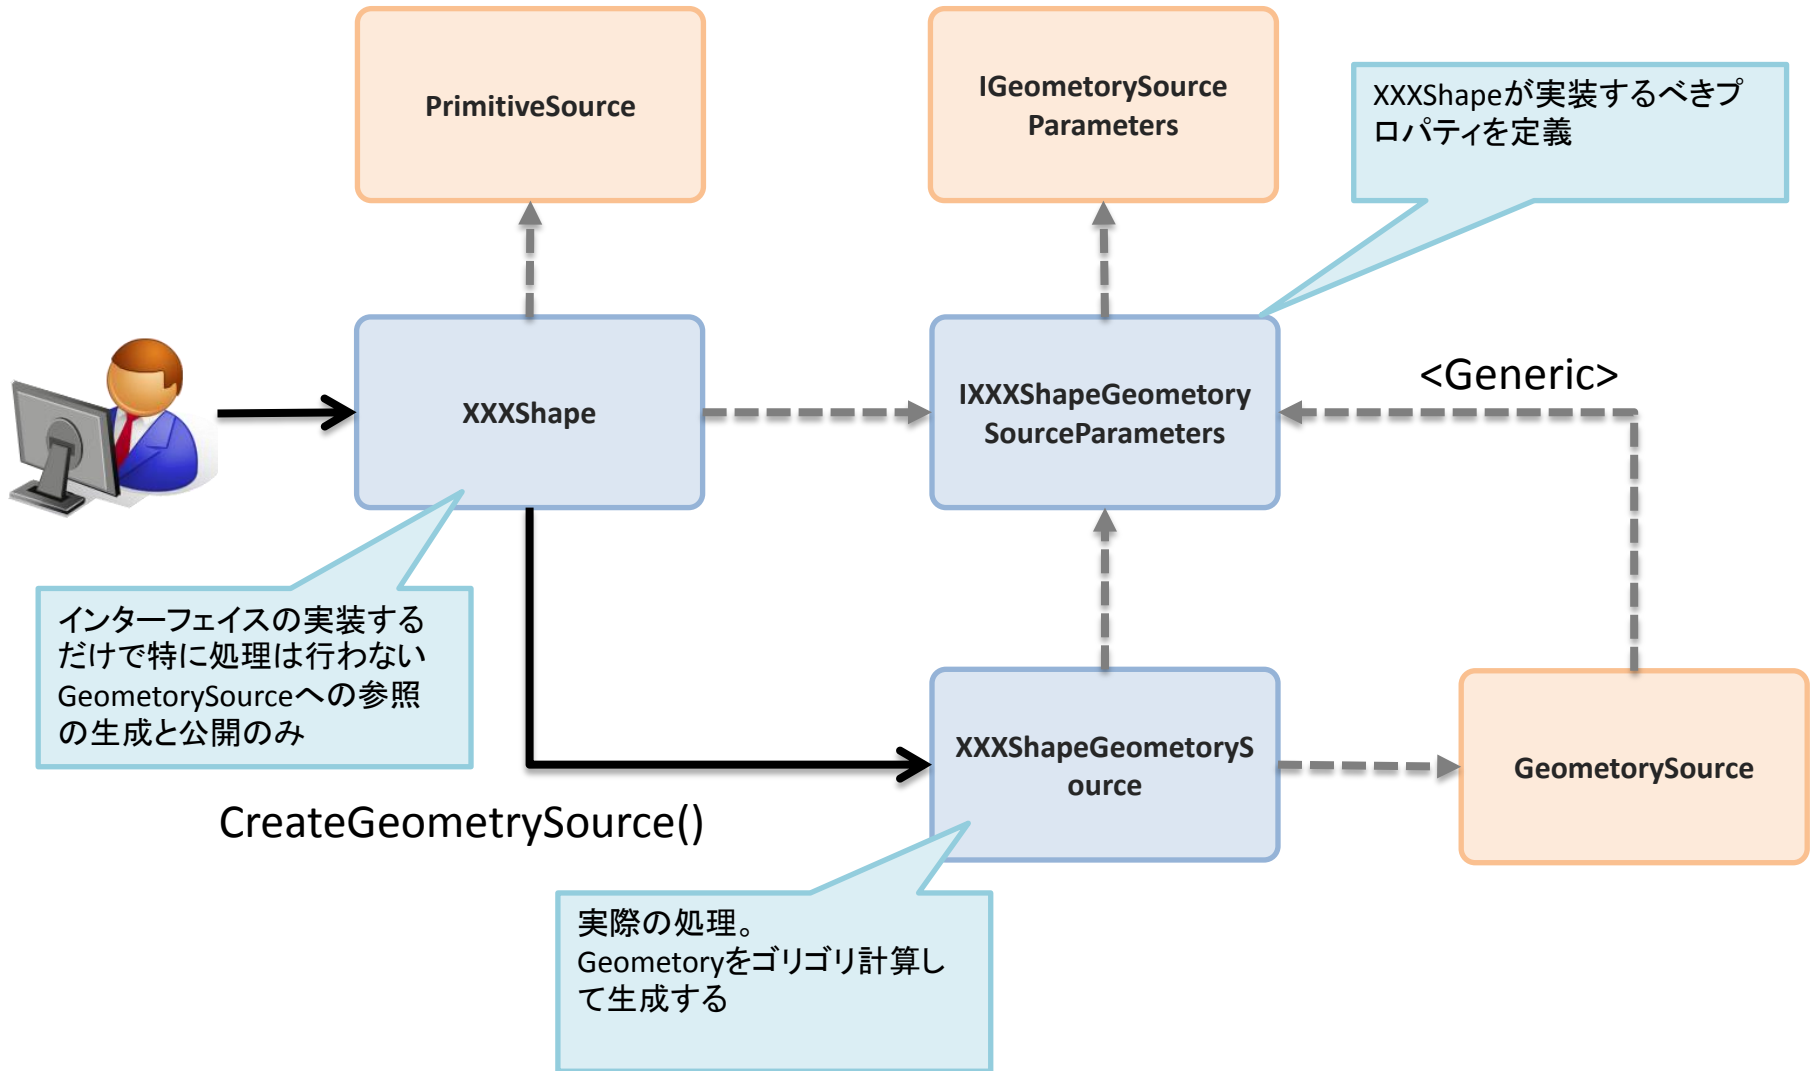 PrimitiveSource
IGeometorySource
Parameters
XXXShapeが実装するべきプ
ロパティを定義
XXXShape
IXXXShapeGeometory
SourceParameters
<Generic>
インターフェイスの実装する
だけで特に処理は行わない
GeometorySourceへの参照
の生成と公開のみ
CreateGeometrySource()
XXXShapeGeometoryS
ource
GeometorySource
実際の処理。
Geometoryをゴリゴリ計算し
て生成する